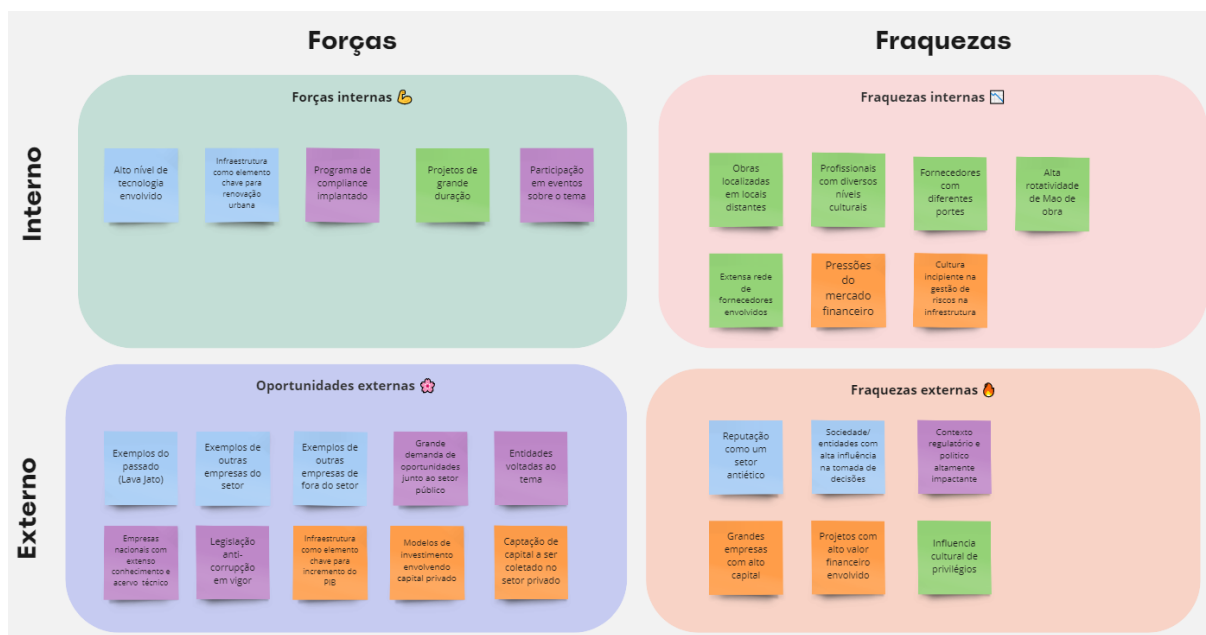 Forças
Fraquezas
Interno
Externo
Forças internas 💪
Alto nível de
tecnologia
envolvido
Infraestrutura
como elemento
chave para
renovação
urbana
Programa de
compliance
implantado
Projetos de
grande
duração
Participação
em eventos
sobre o tema
Fraquezas internas 📉
Obras
localizadas
em locais
distantes
Profissionais
com diversos
níveis
culturais
Fornecedores
com
diferentes
portes
Alta
rotatividade
de Mao de
obra
Extensa rede
de
fornecedores
envolvidos
Pressões
do
mercado
financeiro
Cultura
incipiente na
gestão de
riscos na
infrestrutura
Oportunidades externas 🌸
Exemplos do
passado
(Lava Jato)
Exemplos de
outras
empresas do
setor
Exemplos de
outras
empresas de
fora do setor
Grande
demanda de
oportunidades
junto ao setor
público
Entidades
voltadas ao
tema
Empresas
nacionais com
extenso
conhecimento e
acervo técnico
Legislação
anti-
corrupção
em vigor
Infraestrutura
como elemento
chave para
incremento do
PIB
Modelos de
investimento
envolvendo
capital privado
Captação de
capital a ser
coletado no
setor privado
Fraquezas externas 🔥
Reputação
como um
setor
antiético
Sociedade/
entidades com
alta influência
na tomada de
decisões
Contexto
regulatório e
político
altamente
impactante
Grandes
empresas
com alto
capital
Projetos com
alto valor
financeiro
envolvido
Influencia
cultural de
privilégios